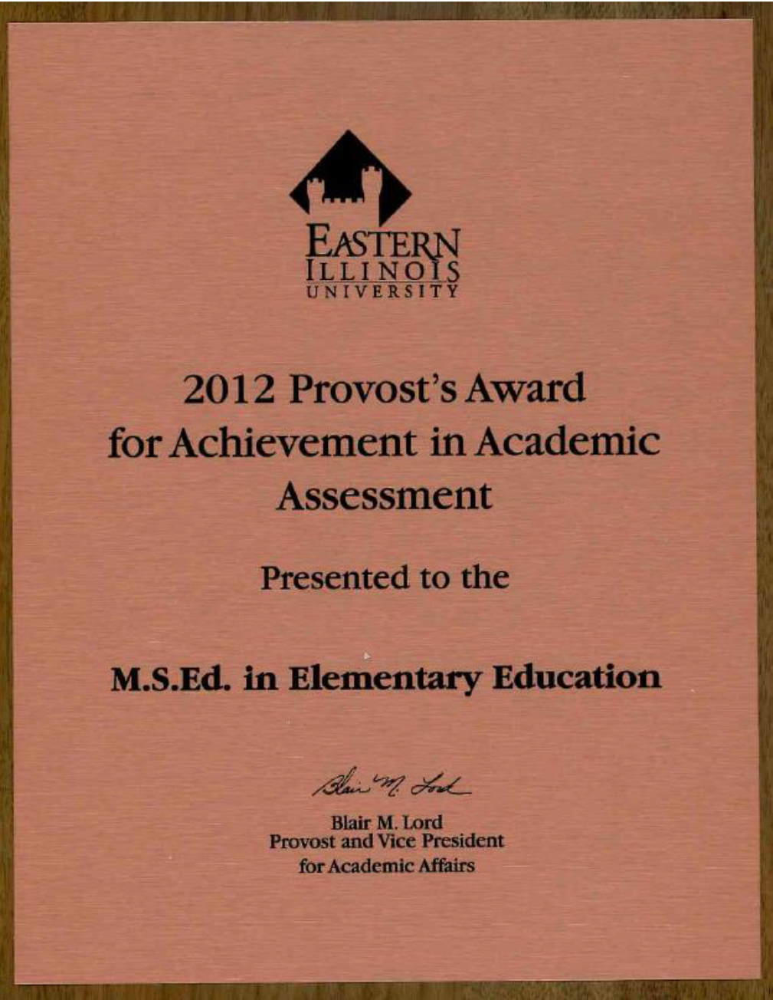 EASTERN
ILLINOIS
UNIVERSITY
2012 Provost's Award
for Achievement in Academic
Assessment
Presented to the
M.S.Ed. in Elementary Education
Blair M. Lord
Blair M. Lord
Provost and Vice President
for Academic Affairs